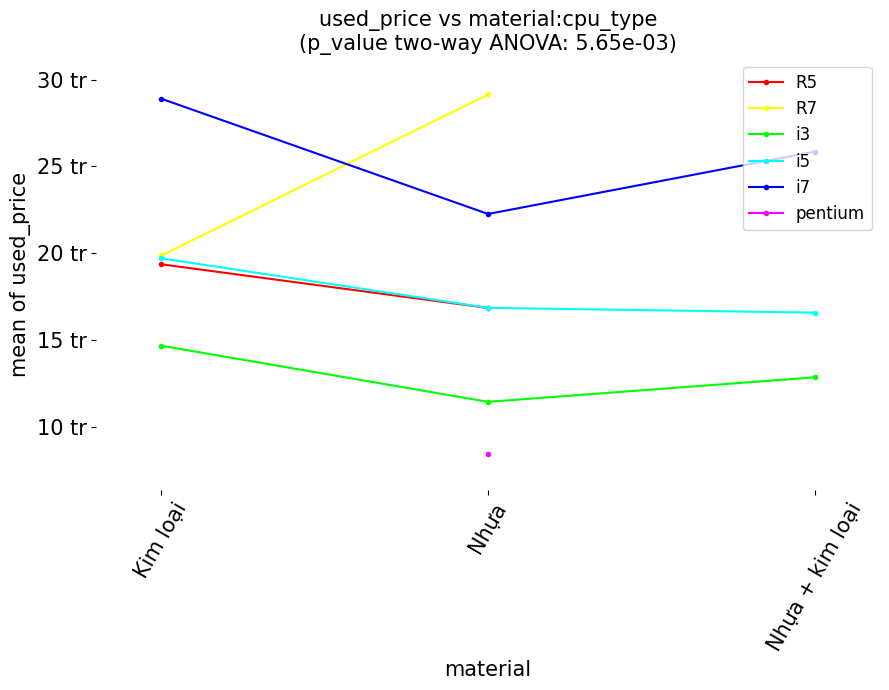 used_price vs material:cpu_type
(p_value two-way ANOVA: 5.65e-03)
30 tr
25 tr
20 tr
15 tr
10 tr
mean of used_price
R5
R7
i3
i5
i7
pentium
Kim loại
Nhựa
Nhựa + kim loại
material